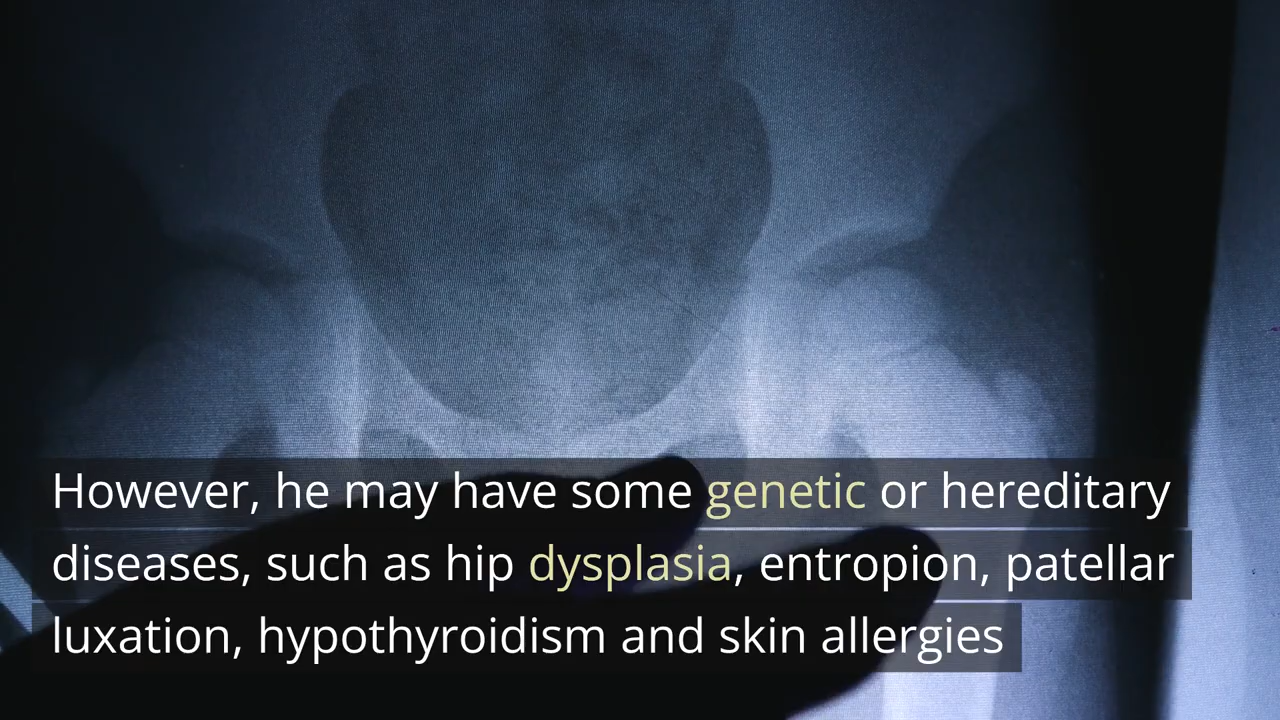 However, he may have some genetic or hereditary
diseases, such as hip dysplasia, entropion, patellar
luxation, hypothyroidism and skin allergies